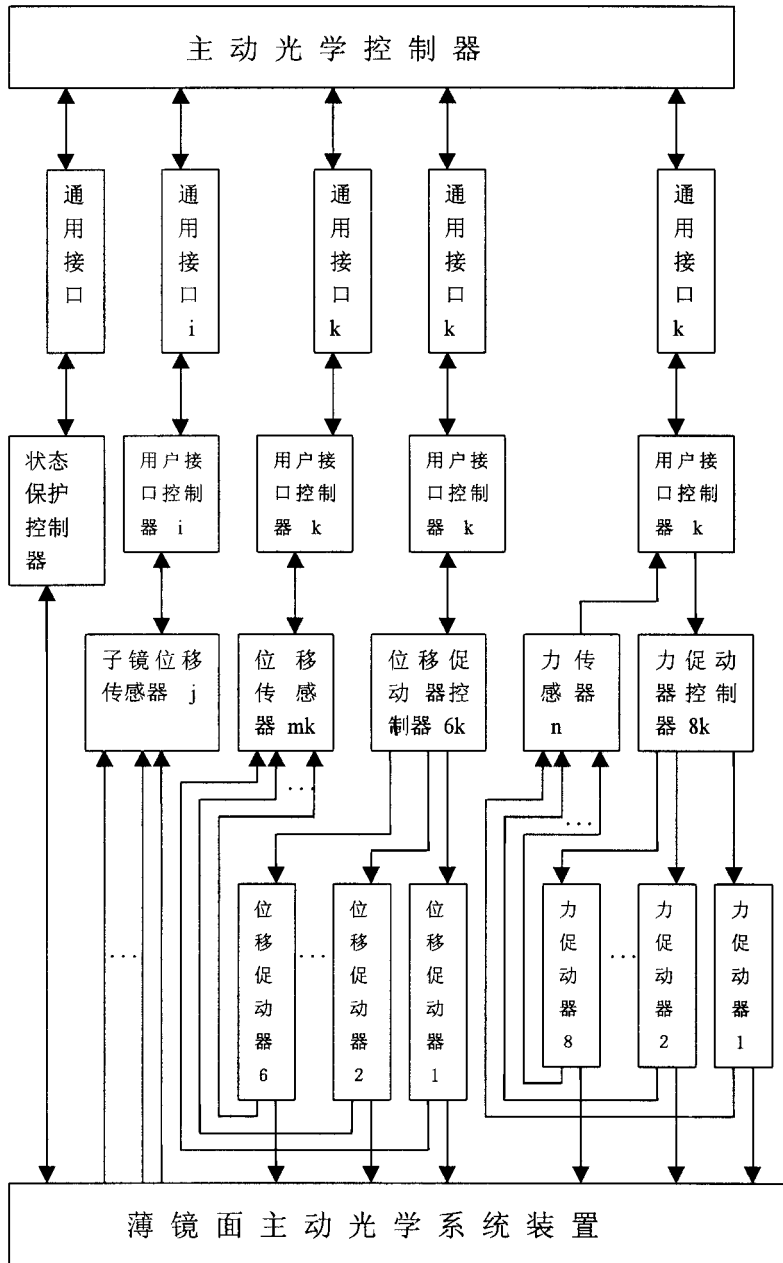 主动光学控制器
通用接口
通用接口 i
通用接口 k
通用接口 k
通用接口 k
状态
保护
控制
器
用户接
口控制
器 i
用户接
口控制
器 k
用户接
口控制
器 k
用户接
口控制
器 k
子镜位移
传感器 j
位移
传感
器 mk
位移促
动器控
制器 6k
力传
感器
n
力促动
器控制
器 8k
...
...
位移促动器 6
...
位移促动器 2
位移促动器 1
力促动器 8
...
力促动器 2
力促动器 1
...
薄镜面主动光学系统装置